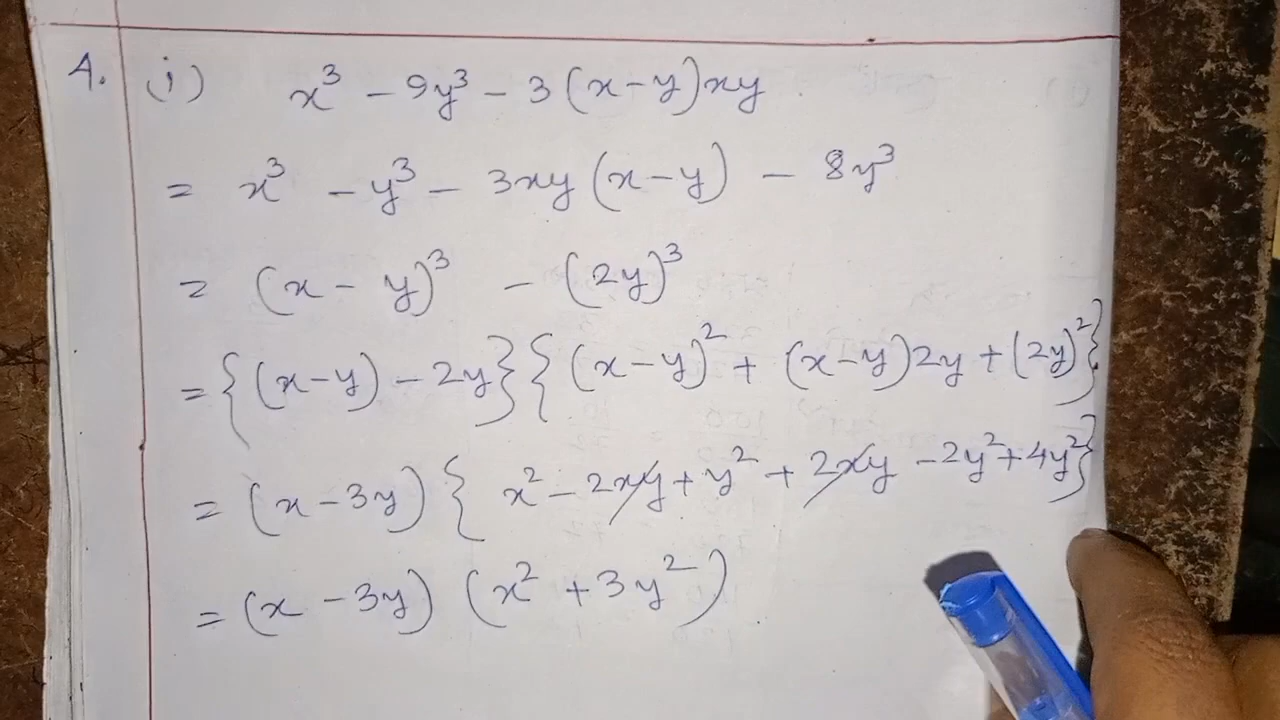 4. (i) x³ - 9y³ - 3(x-y)xy
= x³ - y³ - 3xy(x-y) - 8y³
= (x - y)³ - (2y)³
= {(x-y) - 2y} {(x-y)² + (x-y)2y + (2y)²}
= (x - 3y) { x² - 2xy + y² + 2xy - 2y² + 4y²}
= (x - 3y) (x² + 3y²)